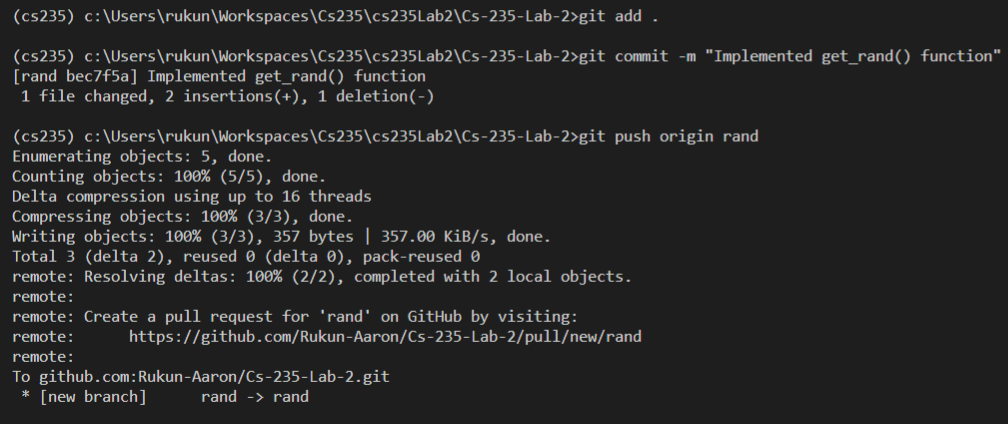 (cs235) c:\Users\rukun\Workspaces\Cs235\cs235Lab2\Cs-235-Lab-2>git add .
(cs235) c:\Users\rukun\Workspaces\Cs235\cs235Lab2\Cs-235-Lab-2>git commit -m "Implemented get_rand() function"
[rand bec7f5a] Implemented get_rand() function
 1 file changed, 2 insertions(+), 1 deletion(-)
(cs235) c:\Users\rukun\Workspaces\Cs235\cs235Lab2\Cs-235-Lab-2>git push origin rand
Enumerating objects: 5, done.
Counting objects: 100% (5/5), done.
Delta compression using up to 16 threads
Compressing objects: 100% (3/3), done.
Writing objects: 100% (3/3), 357 bytes | 357.00 KiB/s, done.
Total 3 (delta 2), reused 0 (delta 0), pack-reused 0
remote: Resolving deltas: 100% (2/2), completed with 2 local objects.
remote:
remote: Create a pull request for 'rand' on GitHub by visiting:
remote:      https://github.com/Rukun-Aaron/Cs-235-Lab-2/pull/new/rand
remote:
To github.com:Rukun-Aaron/Cs-235-Lab-2.git
 * [new branch]      rand -> rand